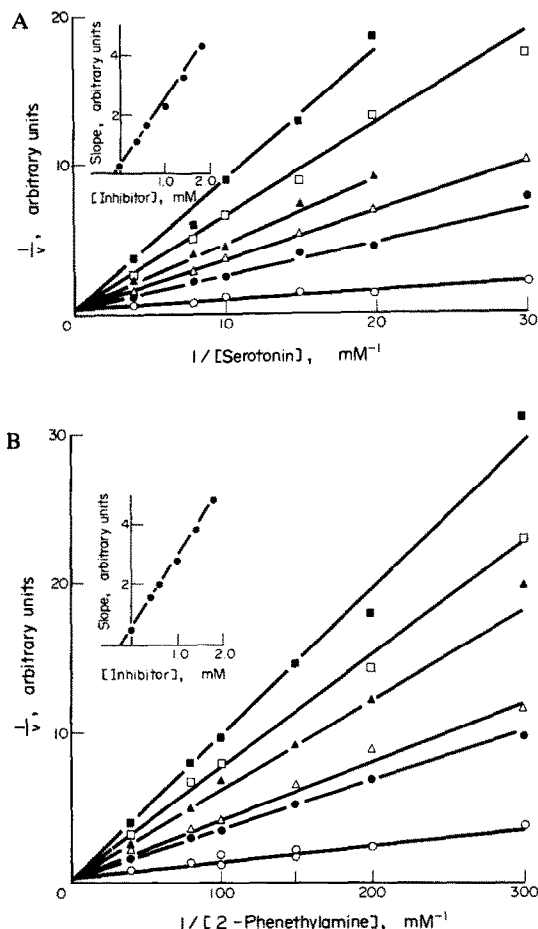 A
20
10
0
1/v, arbitrary units
10
20
30
1/[Serotonin], mM⁻¹
Slope, arbitrary units
4
2
1.0
2.0
[Inhibitor], mM
B
30
20
10
0
1/v, arbitrary units
100
200
300
1/[2-Phenethylamine], mM⁻¹
Slope, arbitrary units
4
2
0
1.0
2.0
[Inhibitor], mM